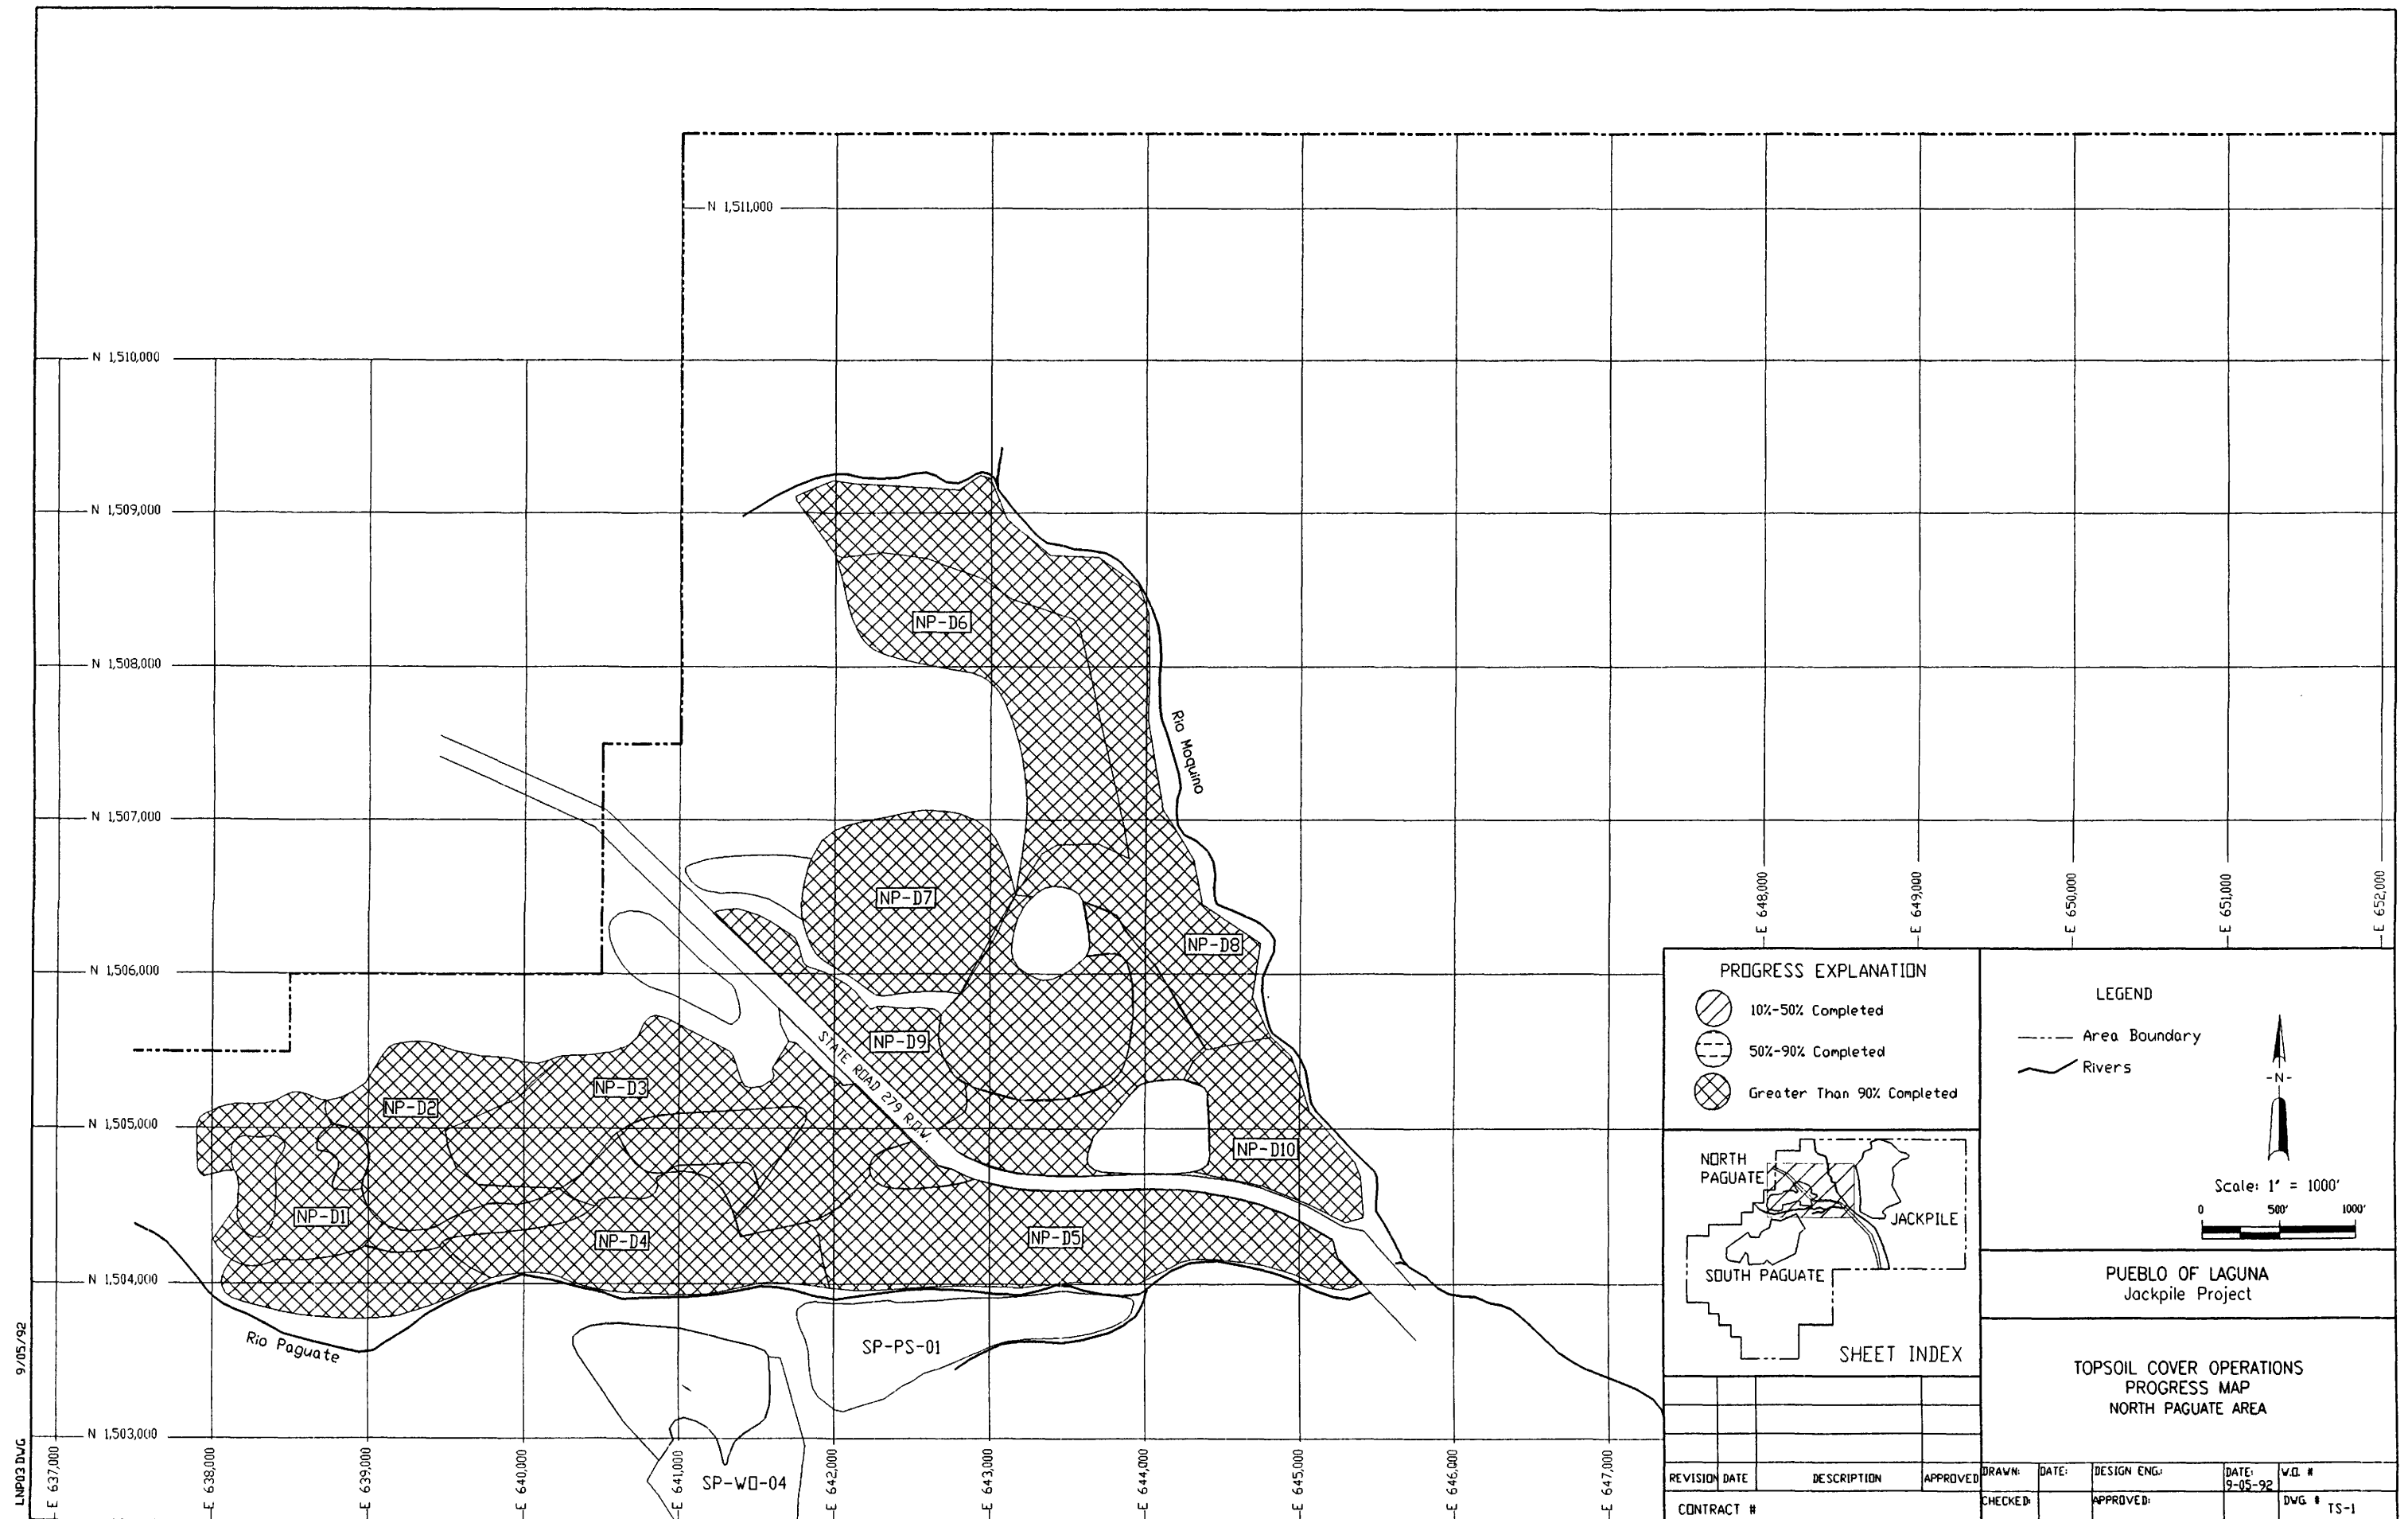 N 1,511,000
N 1,510,000
N 1,509,000
N 1,508,000
N 1,507,000
N 1,506,000
N 1,505,000
N 1,504,000
N 1,503,000
NP-D6
Rio Moquino
NP-D7
NP-D8
NP-D9
STATE ROAD 279 R.O.W.
NP-D3
NP-D2
NP-D10
NP-D1
NP-D4
NP-D5
Rio Paguate
SP-PS-01
SP-WO-04
E 637,000
E 638,000
E 639,000
E 640,000
E 641,000
E 642,000
E 643,000
E 644,000
E 645,000
E 646,000
E 647,000
E 648,000
E 649,000
E 650,000
E 651,000
E 652,000
LNP03 DWG 9/05/92
PROGRESS EXPLANATION
10%-50% Completed
50%-90% Completed
Greater Than 90% Completed
LEGEND
Area Boundary
Rivers
-N-
Scale: 1" = 1000'
0 500' 1000'
NORTH
PAGUATE
JACKPILE
SOUTH PAGUATE
SHEET INDEX
PUEBLO OF LAGUNA
Jackpile Project
TOPSOIL COVER OPERATIONS
PROGRESS MAP
NORTH PAGUATE AREA
REVISION DATE DESCRIPTION APPROVED
CONTRACT #
DRAWN: DATE: DESIGN ENG.: DATE: W.O. #
9-05-92
CHECKED: APPROVED: DWG. # TS-1